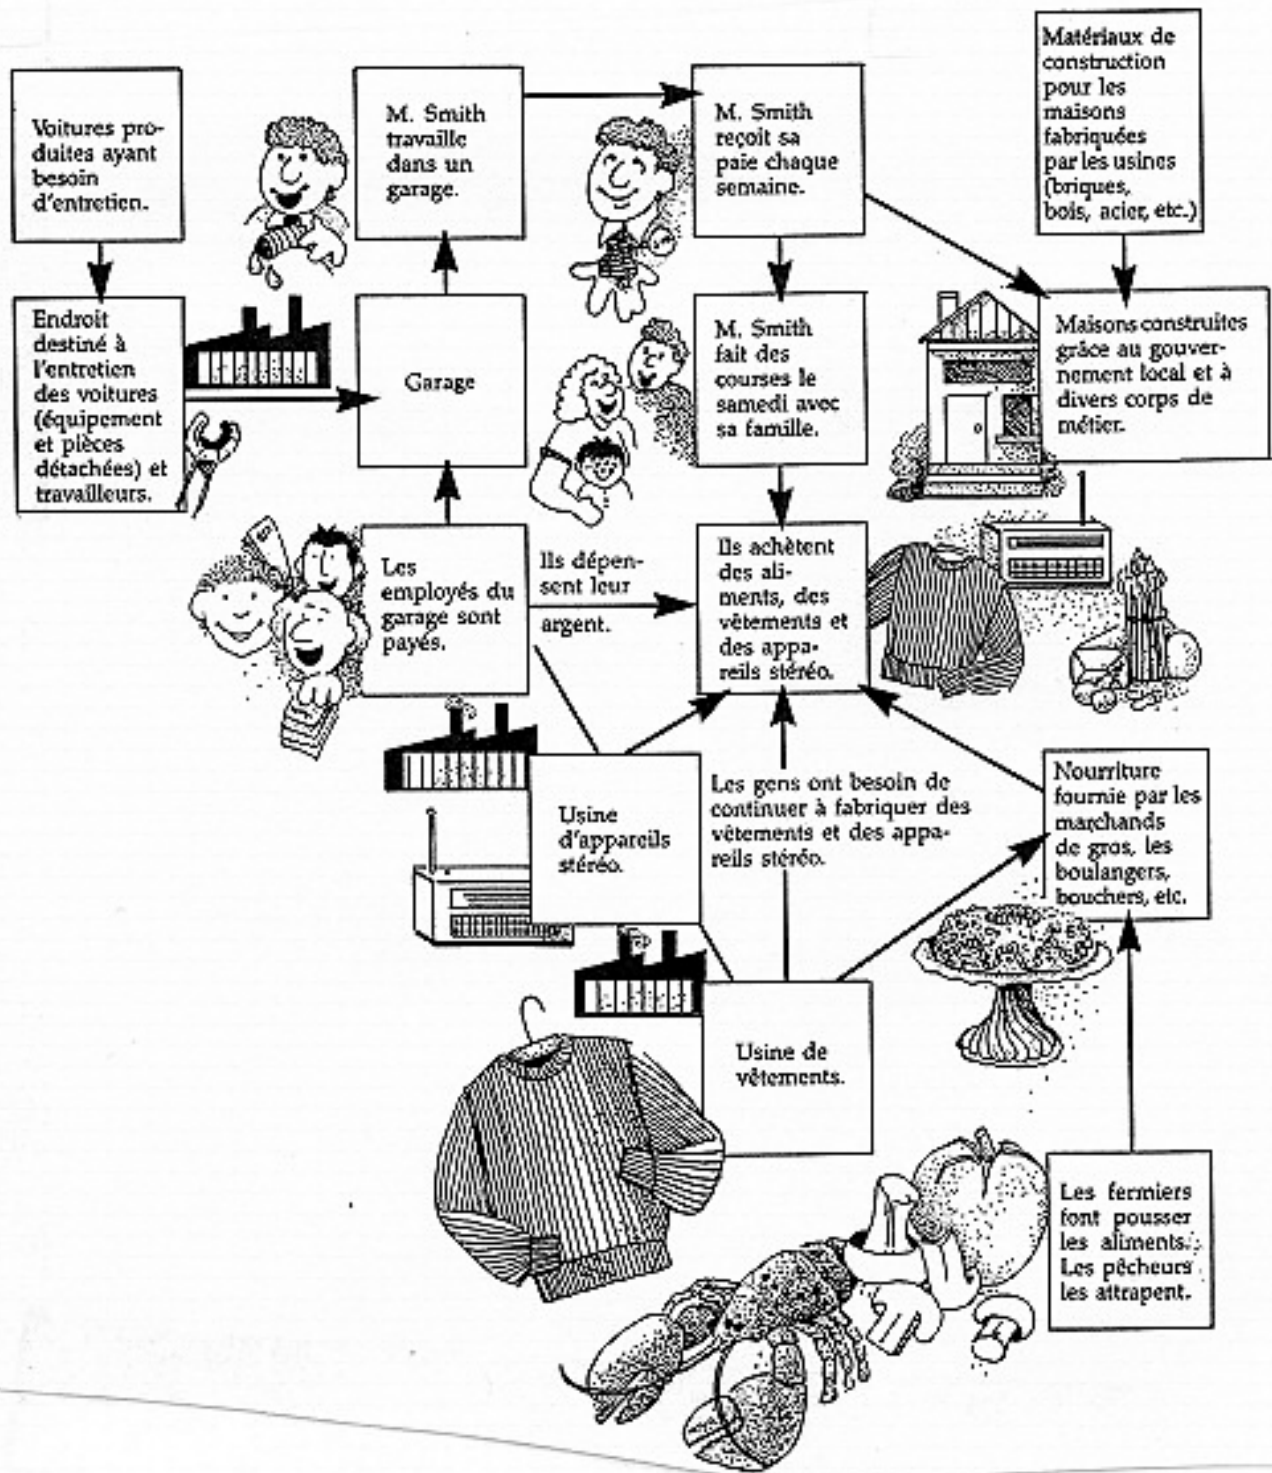 Voitures pro-
duites ayant
besoin
d'entretien.
M. Smith
travaille
dans un
garage.
M. Smith
reçoit sa
paie chaque
semaine.
Matériaux de
construction
pour les
maisons
fabriquées
par les usines
(briques,
bois, acier, etc.)
Endroit
destiné à
l'entretien
des voitures
(équipement
et pièces
détachées) et
travailleurs.
Garage
M. Smith
fait des
courses le
samedi avec
sa famille.
Maisons construites
grâce au gouver-
nement local et à
divers corps de
métier.
Les
employés du
garage sont
payés.
Ils dépen-
sent leur
argent.
Ils achètent
des ali-
ments, des
vêtements et
des appa-
reils stéréo.
Usine
d'appareils
stéréo.
Les gens ont besoin de
continuer à fabriquer des
vêtements et des appa-
reils stéréo.
Nourriture
fournie par les
marchands
de gros, les
boulangers,
bouchers, etc.
Usine de
vêtements.
Les fermiers
font pousser
les aliments.
Les pêcheurs
les attrapent.